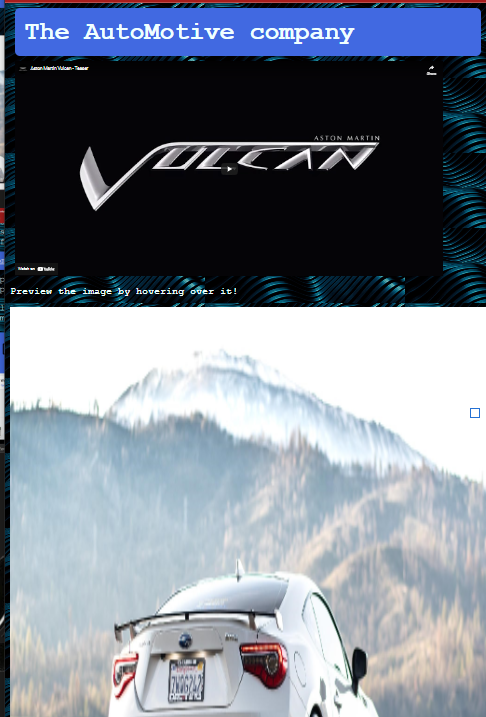 The AutoMotive company
Aston Martin Vulcan - Teaser
Share
ASTON MARTIN
VULCAN
Watch on YouTube
Preview the image by hovering over it!